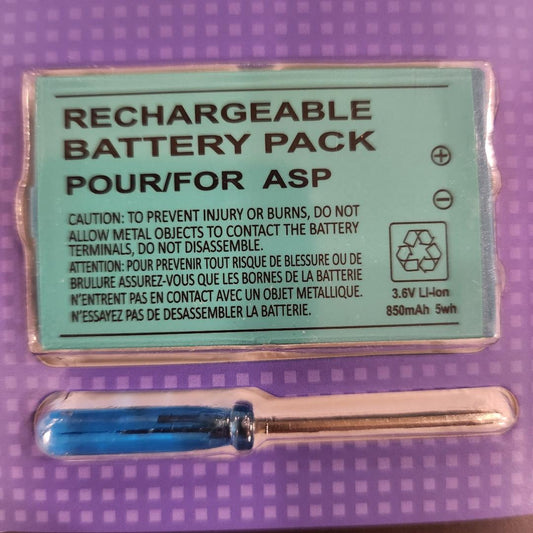 RECHARGEABLE
BATTERY PACK
POUR/FOR ASP
CAUTION: TO PREVENT INJURY OR BURNS, DO NOT
ALLOW METAL OBJECTS TO CONTACT THE BATTERY
TERMINALS, DO NOT DISASSEMBLE.
ATTENTION: POUR PREVENIR TOUT RISQUE DE BLESSURE OU DE
BRULURE ASSUREZ-VOUS QUE LES BORNES DE LA BATTERIE
N'ENTRENT PAS EN CONTACT AVEC UN OBJET METALLIQUE.
N'ESSAYEZ PAS DE DESASSEMBLER LA BATTERIE.
+
-
3.6V Li-ion
850mAh 5wh